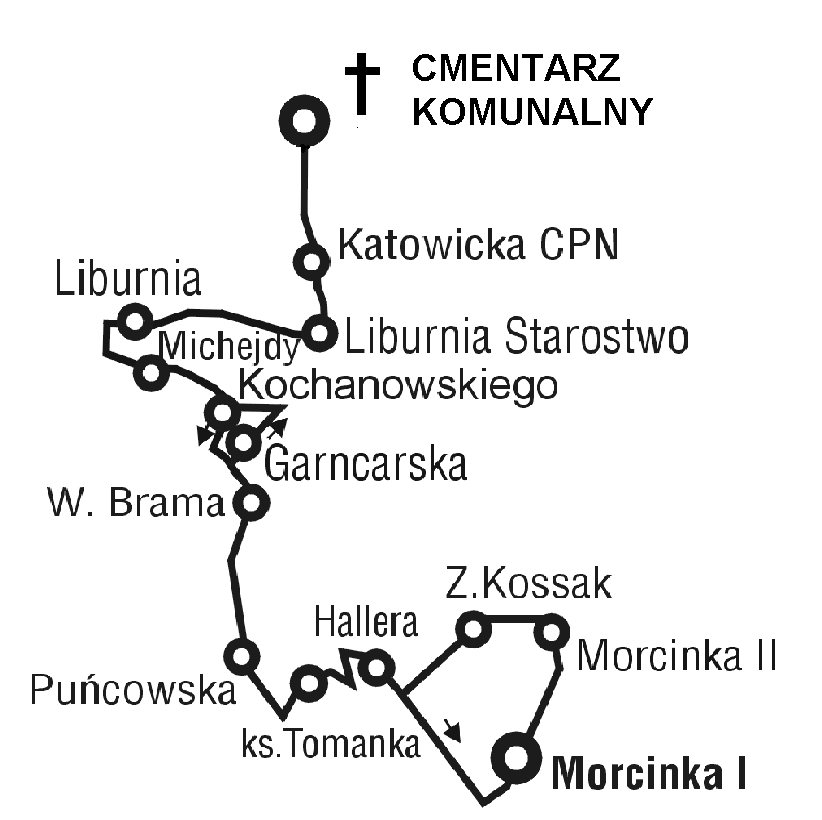 CMENTARZ
KOMUNALNY
Katowicka CPN
Liburnia
Liburnia Starostwo
Michejdy
Kochanowskiego
Garncarska
W. Brama
Z.Kossak
Hallera
Morcinka II
Puńcowska
ks.Tomanka
Morcinka I